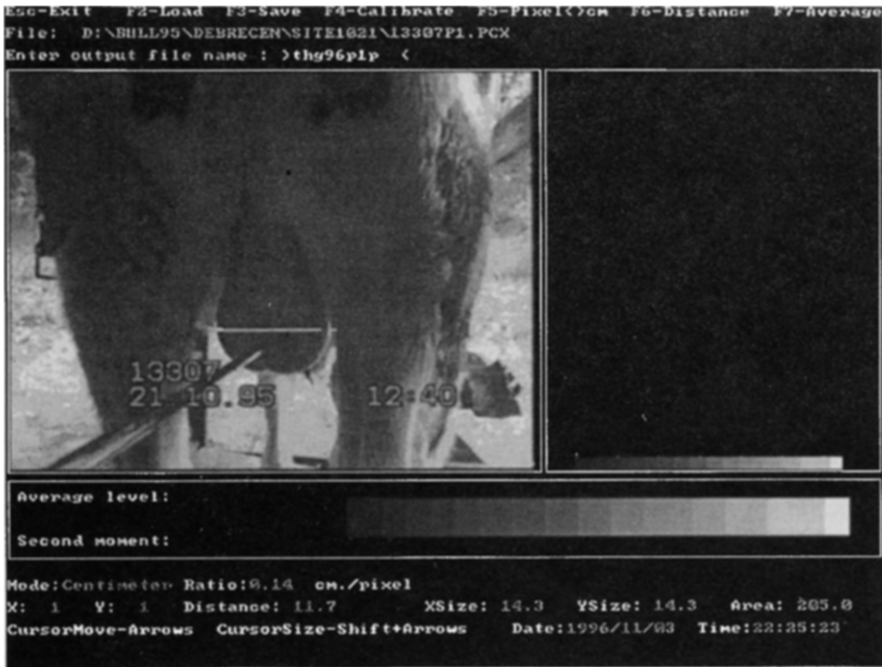 Esc-Exit F2-Load F3-Save F4-Calibrate F5-Pixel<>cm F6-Distance F7-Average
File: D:\BULL95\DEBRECEN\SITE1021\13307P1.PCX
Enter output file name : >thg96p1p <
13307
21.10.95 12:40
Average level:
Second moment:
Mode:Centimeter Ratio:0.14 cm./pixel
X: 1 Y: 1 Distance: 11.7 XSize: 14.3 YSize: 14.3 Area: 205.0
CursorMove-Arrows CursorSize-Shift+Arrows Date:1996/11/03 Time:22:25:23